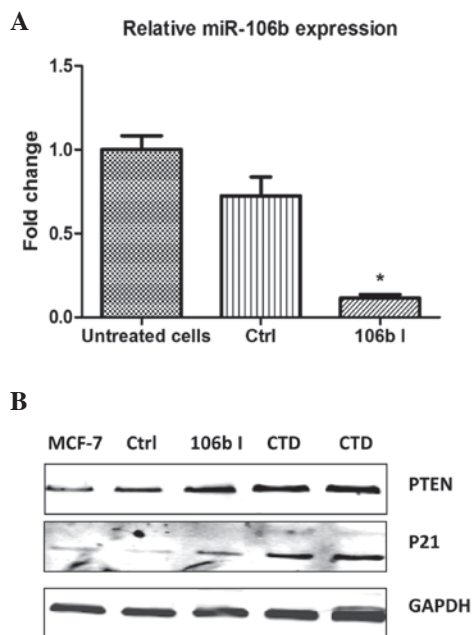 A
Relative miR-106b expression
Fold change
1.5
1.0
0.5
0.0
*
Untreated cells Ctrl 106b I
B
MCF-7 Ctrl 106b I CTD CTD
PTEN
P21
GAPDH